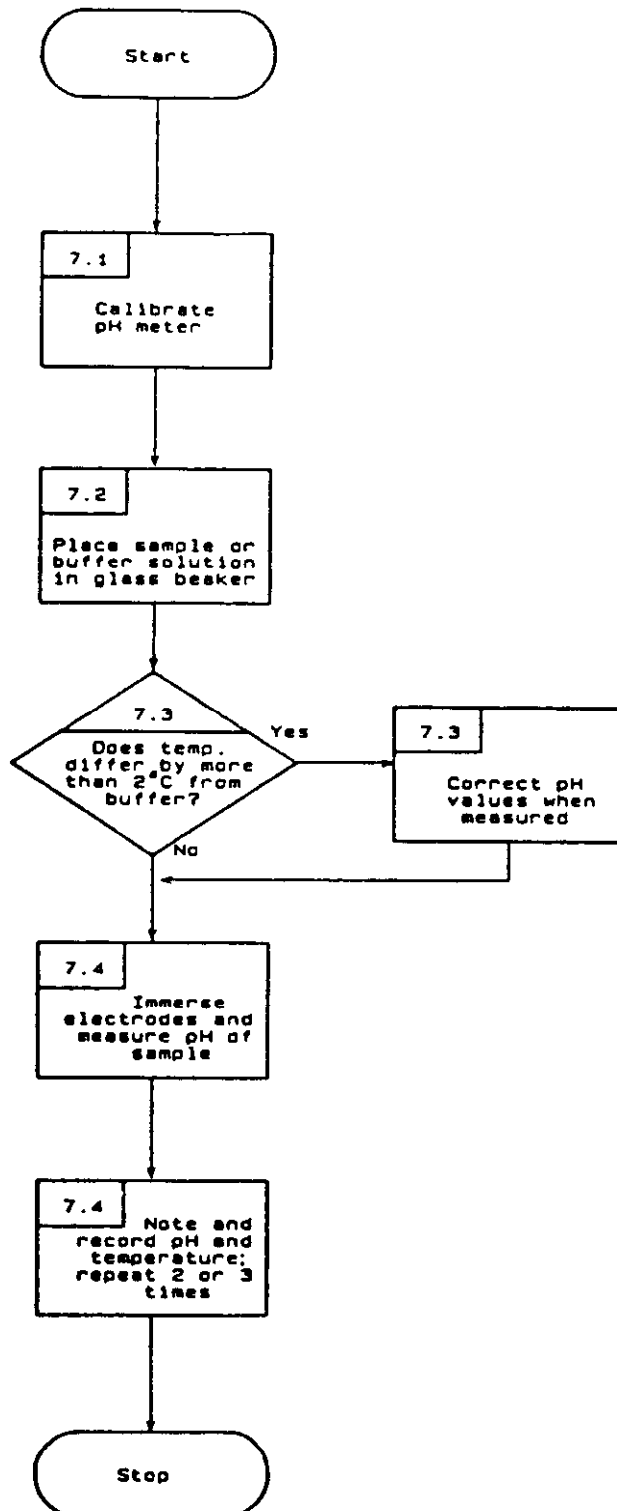 Start
7.1
Calibrate
pH meter
7.2
Place sample or
buffer solution
in glass beaker
7.3
Does temp.
differ by more
than 2°C from
buffer?
Yes
7.3
Correct pH
values when
measured
No
7.4
Immerse
electrodes and
measure pH of
sample
7.4
Note and
record pH and
temperature;
repeat 2 or 3
times
Stop